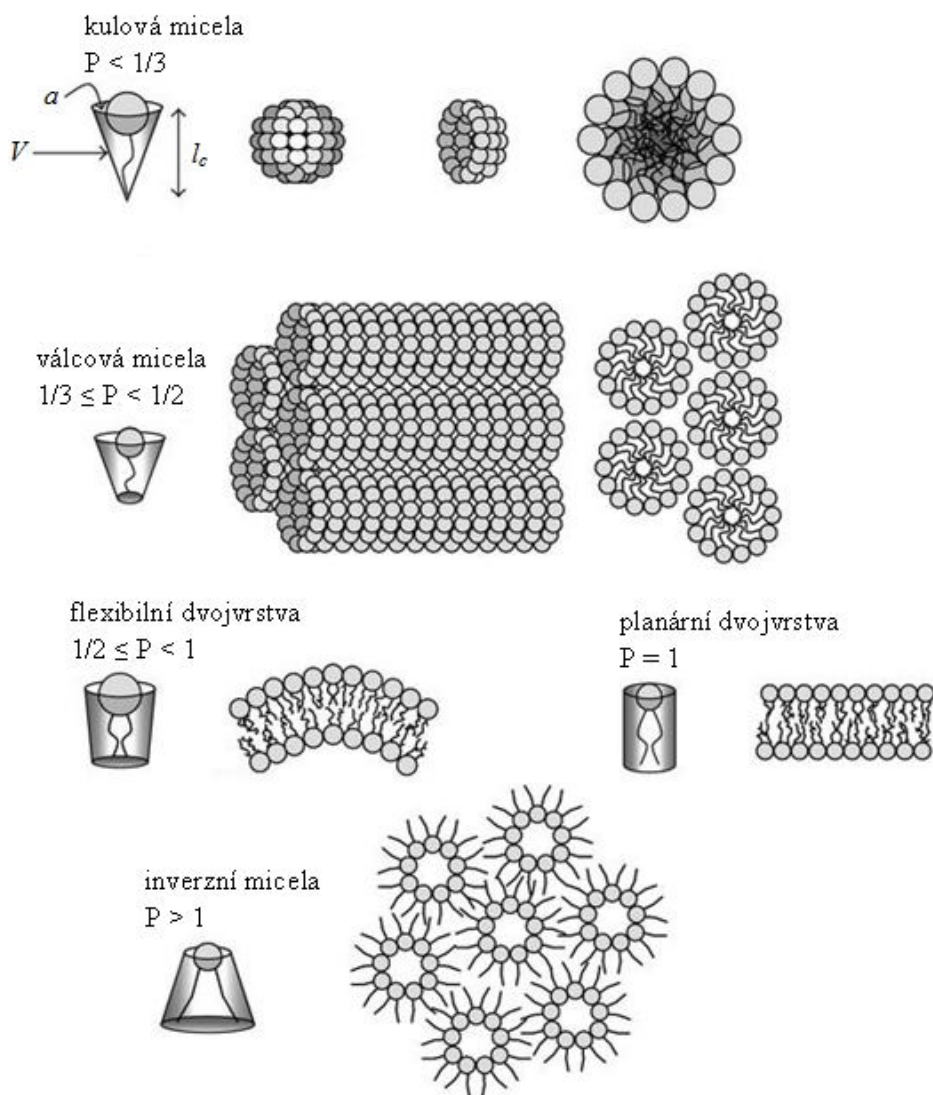 kulová micela
P < 1/3
a
V
lc
válcová micela
1/3 ≤ P < 1/2
flexibilní dvojvrstva
1/2 ≤ P < 1
planární dvojvrstva
P = 1
inverzní micela
P > 1